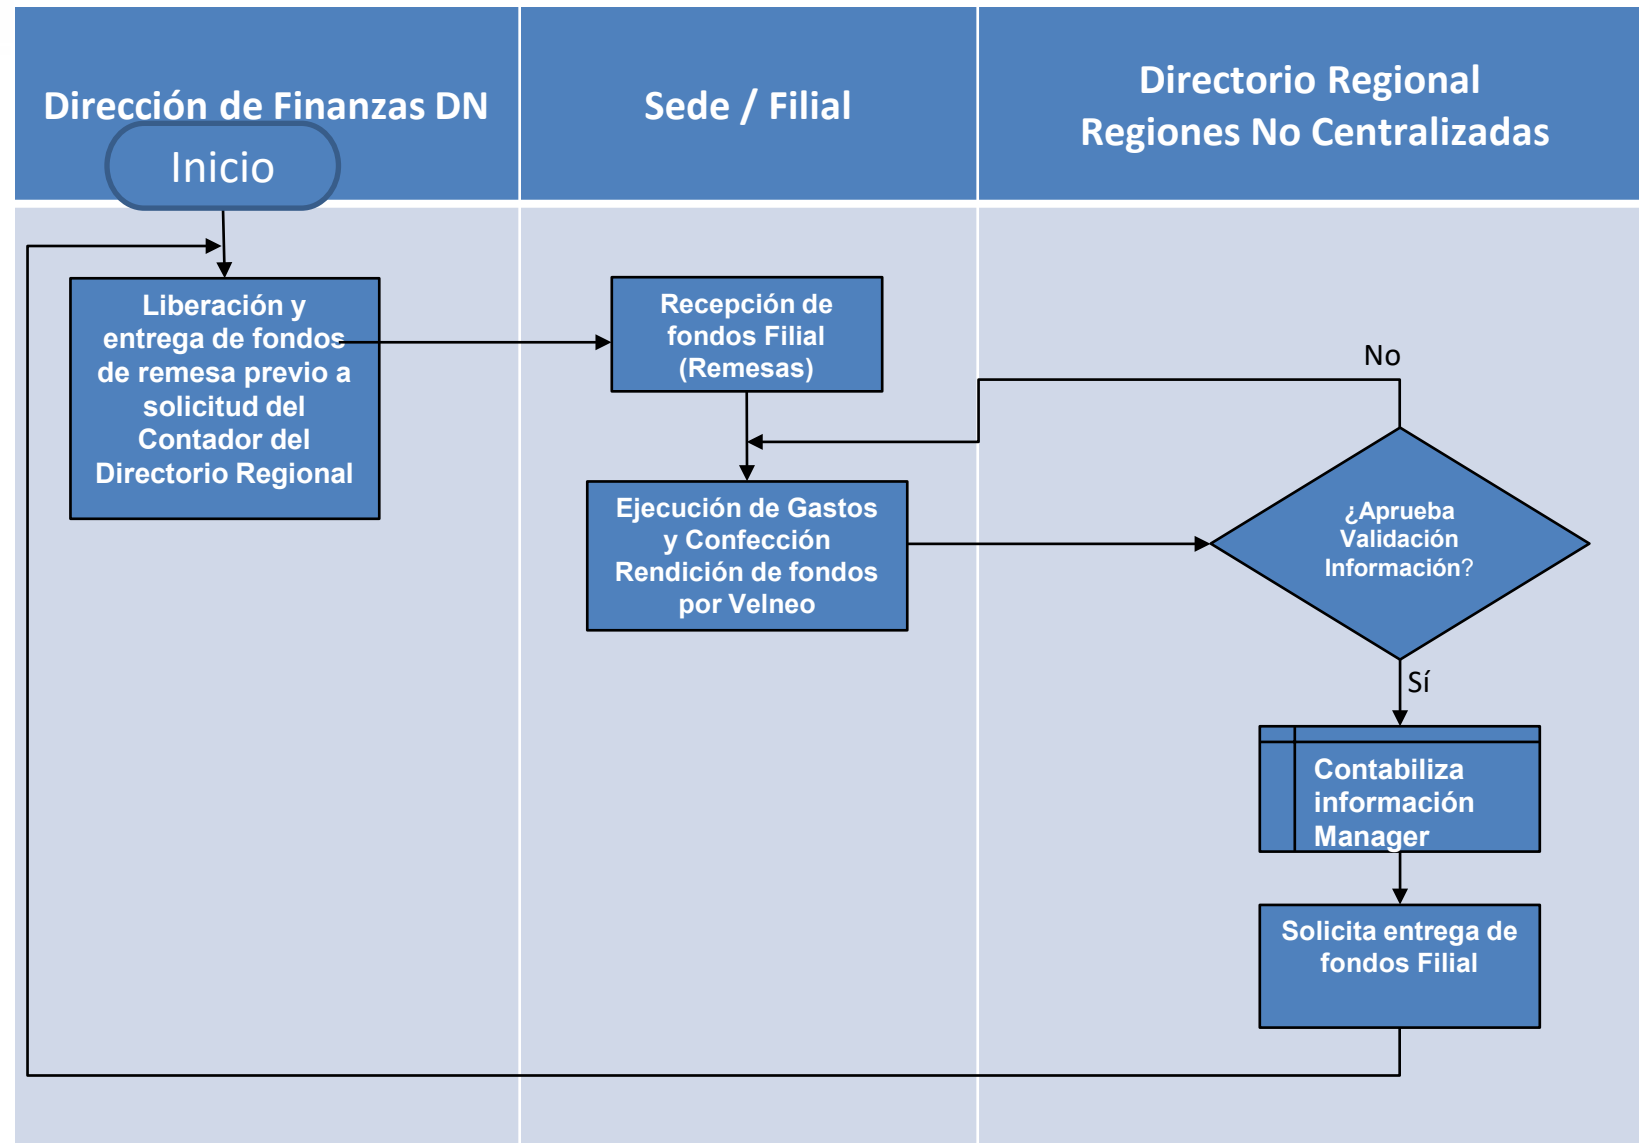 Dirección de Finanzas DN
Sede / Filial
Directorio Regional
Regiones No Centralizadas
Inicio
Liberación y
entrega de fondos
de remesa previo a
solicitud del
Contador del
Directorio Regional
Recepción de
fondos Filial
(Remesas)
No
Ejecución de Gastos
y Confección
Rendición de fondos
por Velneo
¿Aprueba
Validación
Información?
Sí
Contabiliza
información
Manager
Solicita entrega de
fondos Filial